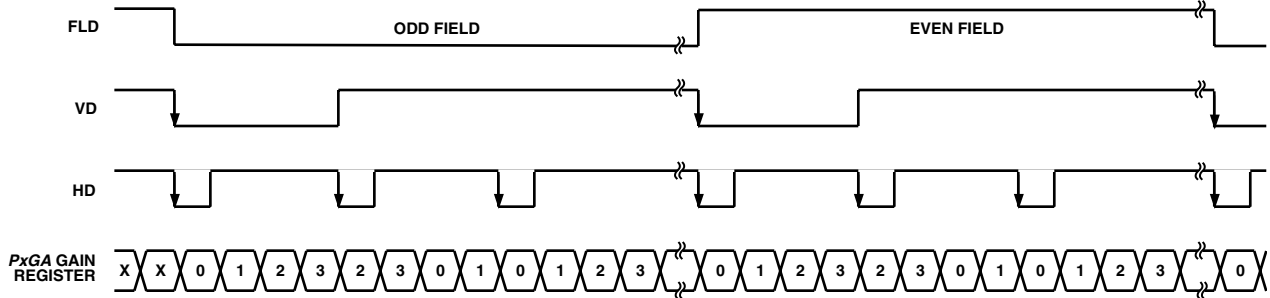 FLD
ODD FIELD EVEN FIELD
VD
HD
PxGA GAIN
REGISTER
X X 0 1 2 3 2 3 0 1 0 1 2 3 0 1 2 3 2 3 0 1 0 1 2 3 0